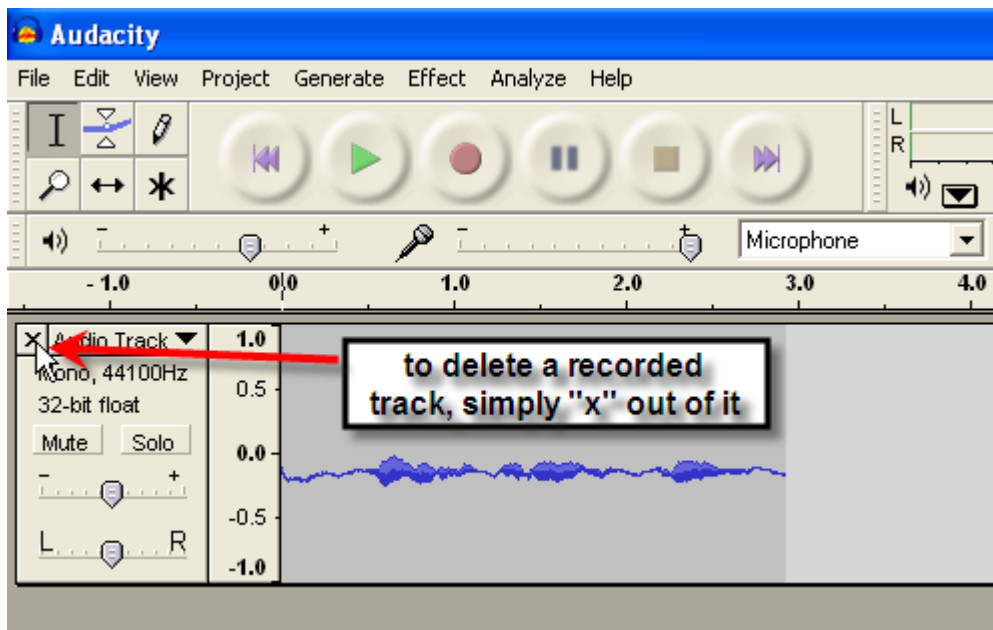 Audacity
File Edit View Project Generate Effect Analyze Help
L
R
- +
- +
Microphone
- 1.0 0,0 1.0 2.0 3.0 4.0
X Audio Track
Mono, 44100Hz
32-bit float
Mute Solo
- +
L R
1.0
0.5
0.0
-0.5
-1.0
to delete a recorded
track, simply "x" out of it